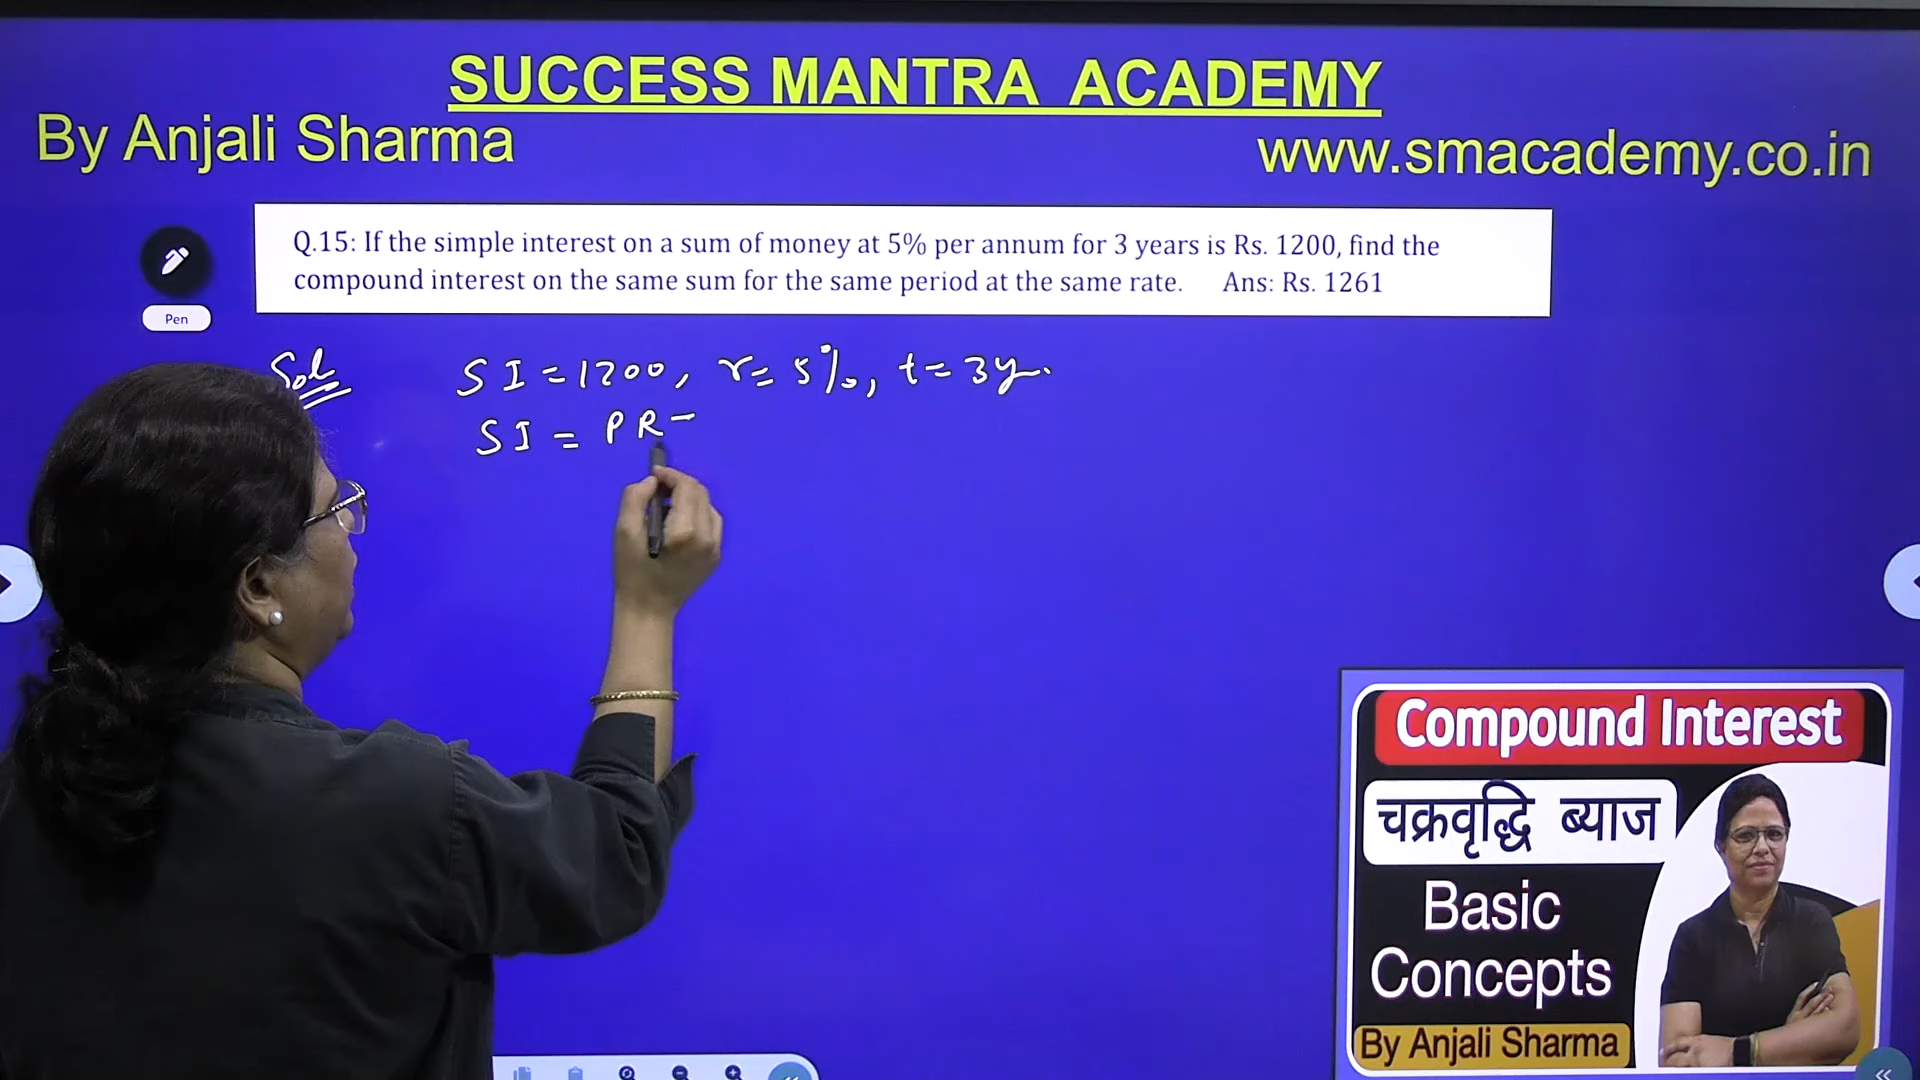 SUCCESS MANTRA ACADEMY
By Anjali Sharma
www.smacademy.co.in
Q.15: If the simple interest on a sum of money at 5% per annum for 3 years is Rs. 1200, find the
compound interest on the same sum for the same period at the same rate. Ans: Rs. 1261
Pen
Sol SI = 1200, r = 5%, t = 3y.
SI = PRT
Compound Interest
चक्रवृद्धि ब्याज
Basic
Concepts
By Anjali Sharma